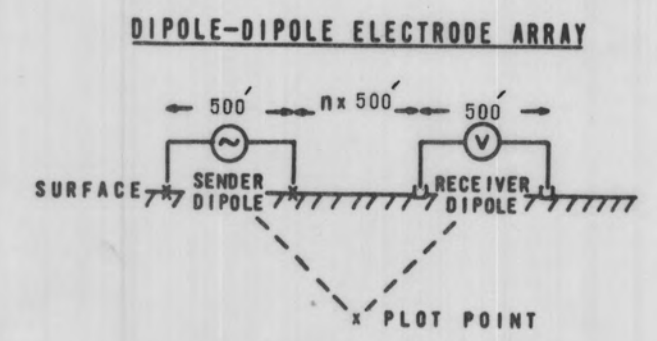 DIPOLE-DIPOLE ELECTRODE ARRAY
500' n x 500' 500'
~ V
SURFACE SENDER DIPOLE RECEIVER DIPOLE
x PLOT POINT